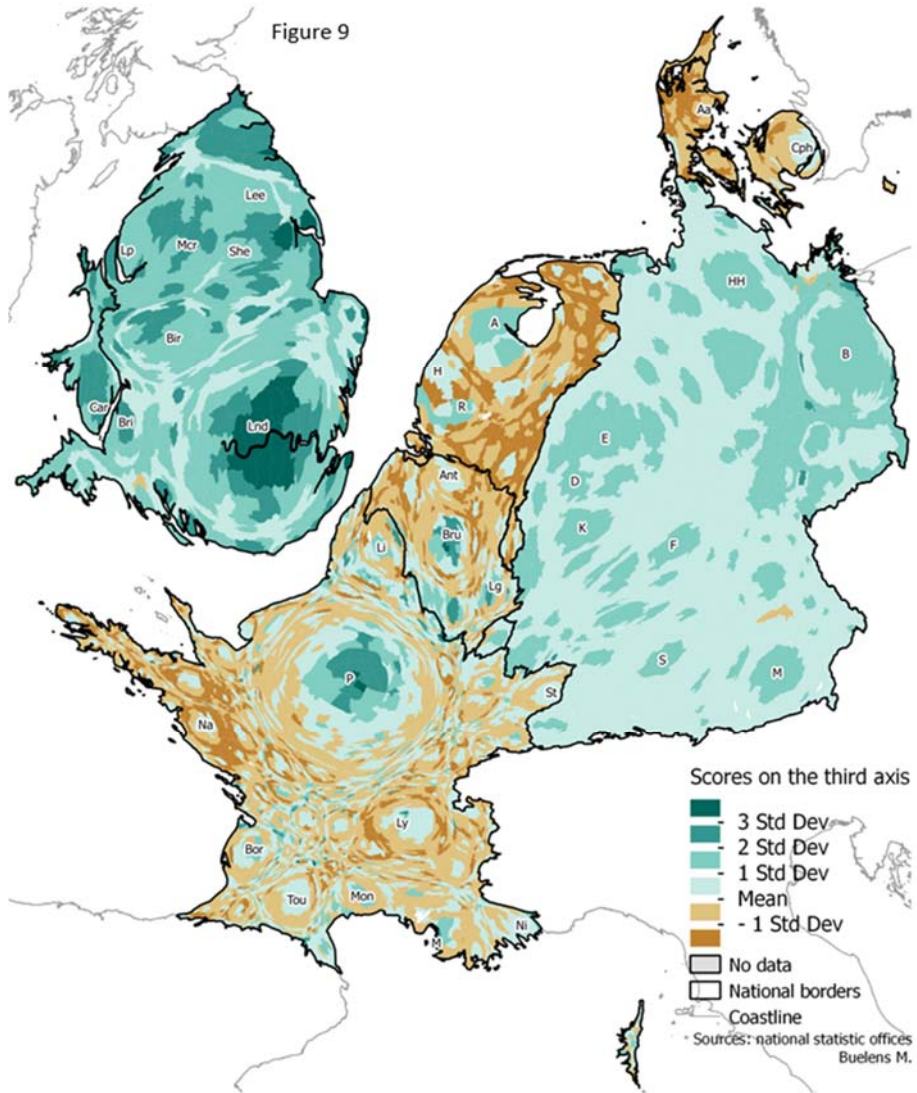 Figure 9
Aa
Cph
Lee
Lp
Mcr
She
HH
A
Bir
B
H
Car
Bri
Lnd
R
E
Ant
D
K
Bru
F
Li
Lg
P
S
M
St
Na
Ly
Bor
Tou
Mon
M
Ni
Scores on the third axis
- 3 Std Dev
- 2 Std Dev
- 1 Std Dev
- Mean
- - 1 Std Dev
No data
National borders
Coastline
Sources: national statistic offices
Buelens M.